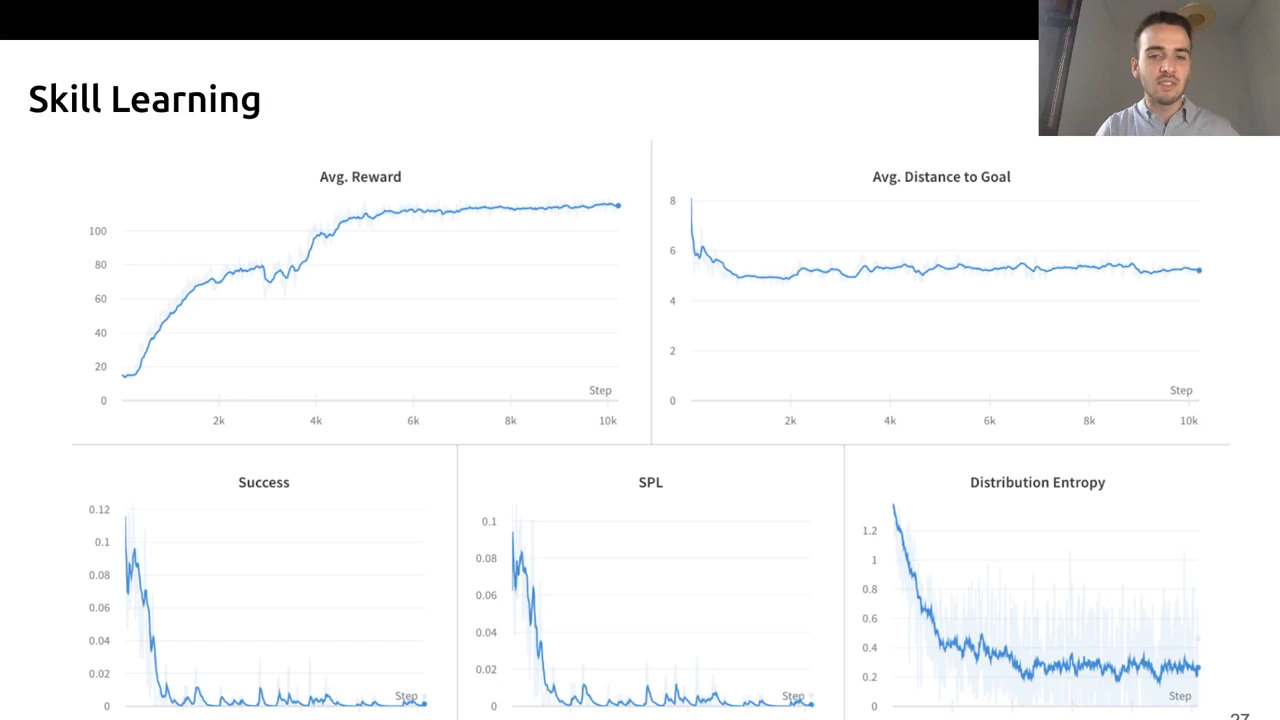 Skill Learning
Avg. Reward
100
80
60
40
20
0
Step
2k
4k
6k
8k
10k
Avg. Distance to Goal
8
6
4
2
0
Step
2k
4k
6k
8k
10k
Success
0.12
0.1
0.08
0.06
0.04
0.02
0
Step
SPL
0.1
0.08
0.06
0.04
0.02
0
Step
Distribution Entropy
1.2
1
0.8
0.6
0.4
0.2
0
Step
27